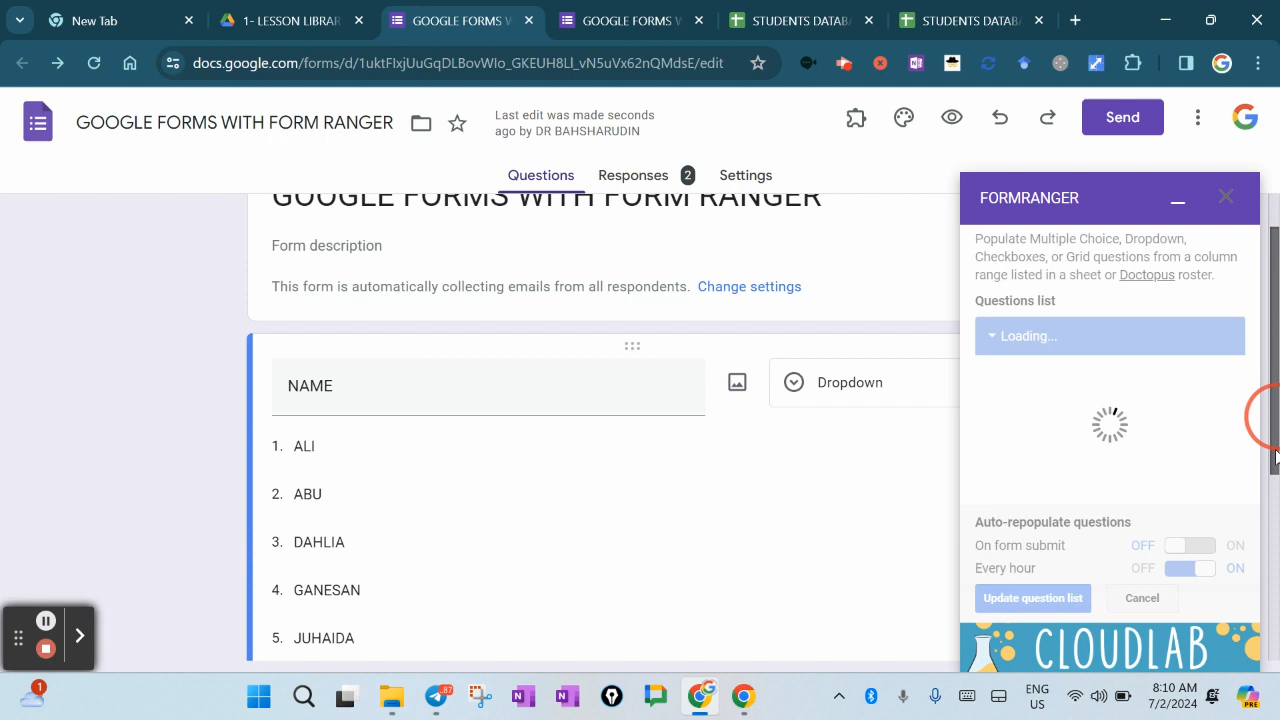 New Tab
1- LESSON LIBRAR
GOOGLE FORMS W
GOOGLE FORMS W
STUDENTS DATAB
STUDENTS DATAB
docs.google.com/forms/d/1uktFIxjUuGqDLBovWIo_GKEUH8Ll_vN5uVx62nQMdsE/edit
GOOGLE FORMS WITH FORM RANGER
Last edit was made seconds
ago by DR BAHSHARUDIN
Send
Questions
Responses 2
Settings
GOOGLE FORMS WITH FORM RANGER
Form description
This form is automatically collecting emails from all respondents. Change settings
NAME
Dropdown
1. ALI
2. ABU
3. DAHLIA
4. GANESAN
5. JUHAIDA
FORMRANGER
Populate Multiple Choice, Dropdown,
Checkboxes, or Grid questions from a column
range listed in a sheet or Doctopus roster.
Questions list
Loading...
Auto-repopulate questions
On form submit OFF ON
Every hour OFF ON
Update question list
Cancel
CLOUDLAB
1
.87
ENG
US
8:10 AM
7/2/2024
PRE